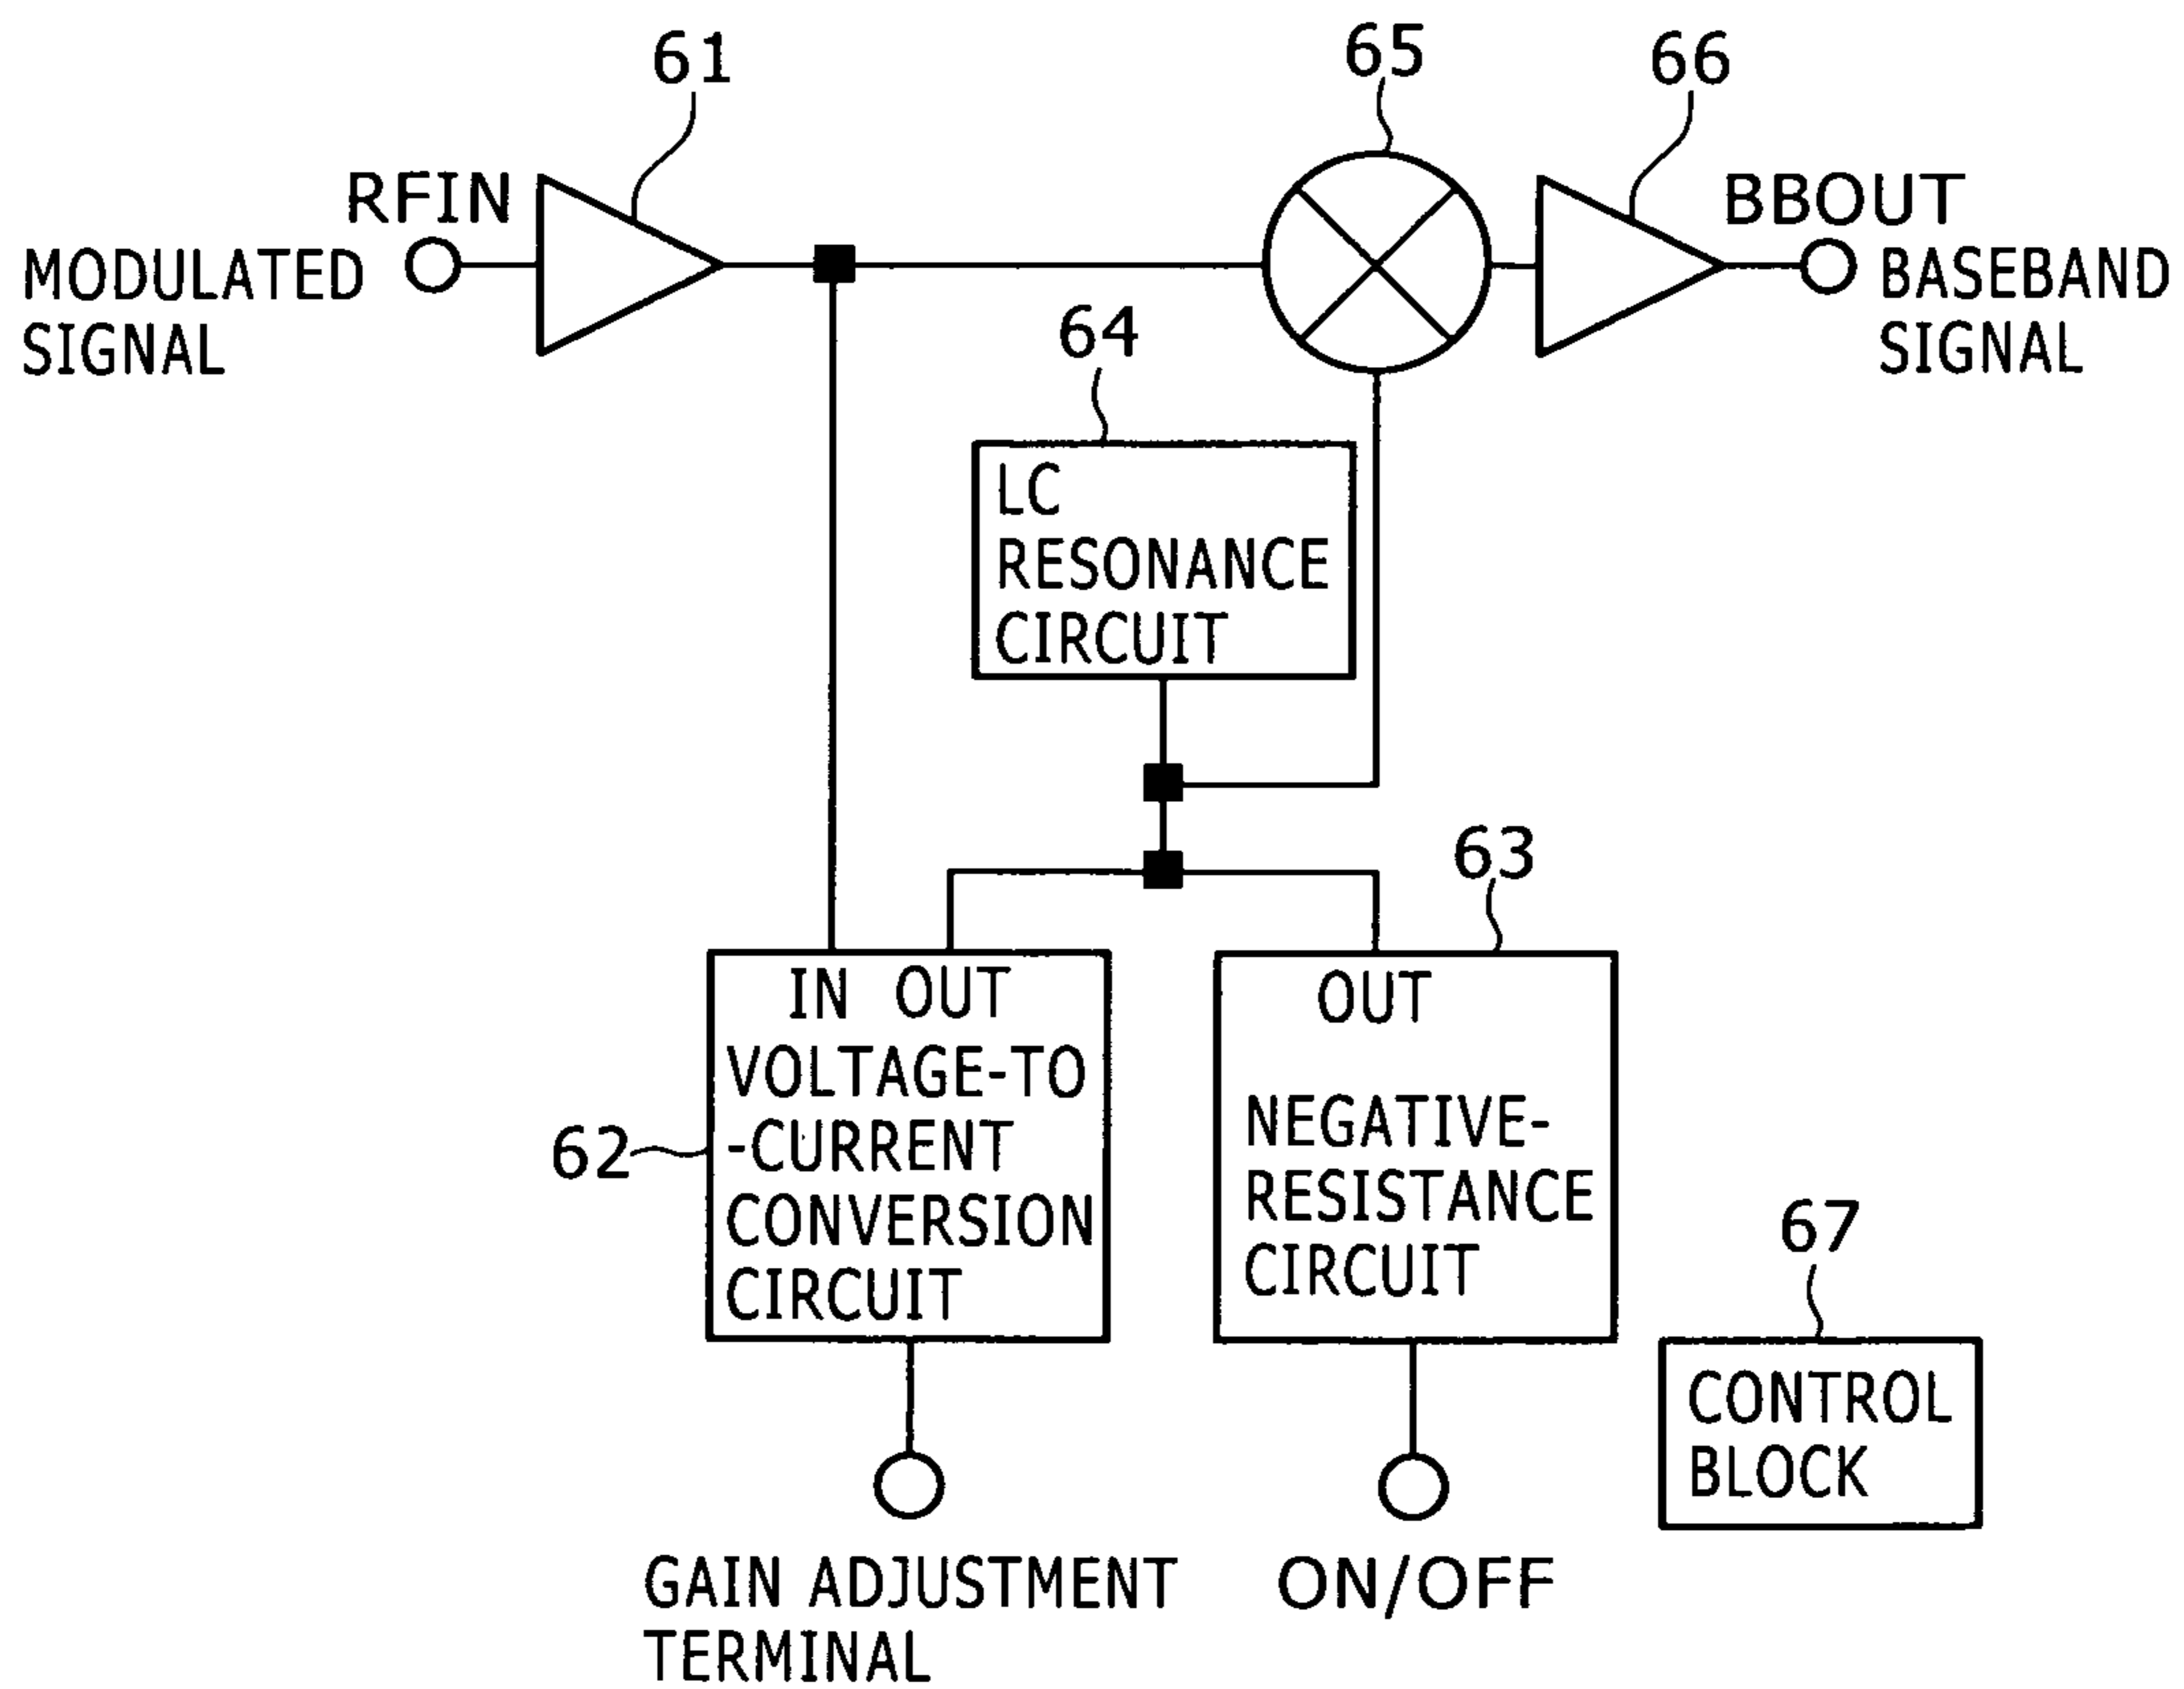 61
65
66
RFIN
BBOUT
MODULATED
SIGNAL
BASEBAND
SIGNAL
64
LC
RESONANCE
CIRCUIT
63
IN OUT
VOLTAGE-TO
-CURRENT
CONVERSION
CIRCUIT
62
OUT
NEGATIVE-
RESISTANCE
CIRCUIT
67
CONTROL
BLOCK
GAIN ADJUSTMENT
TERMINAL
ON/OFF